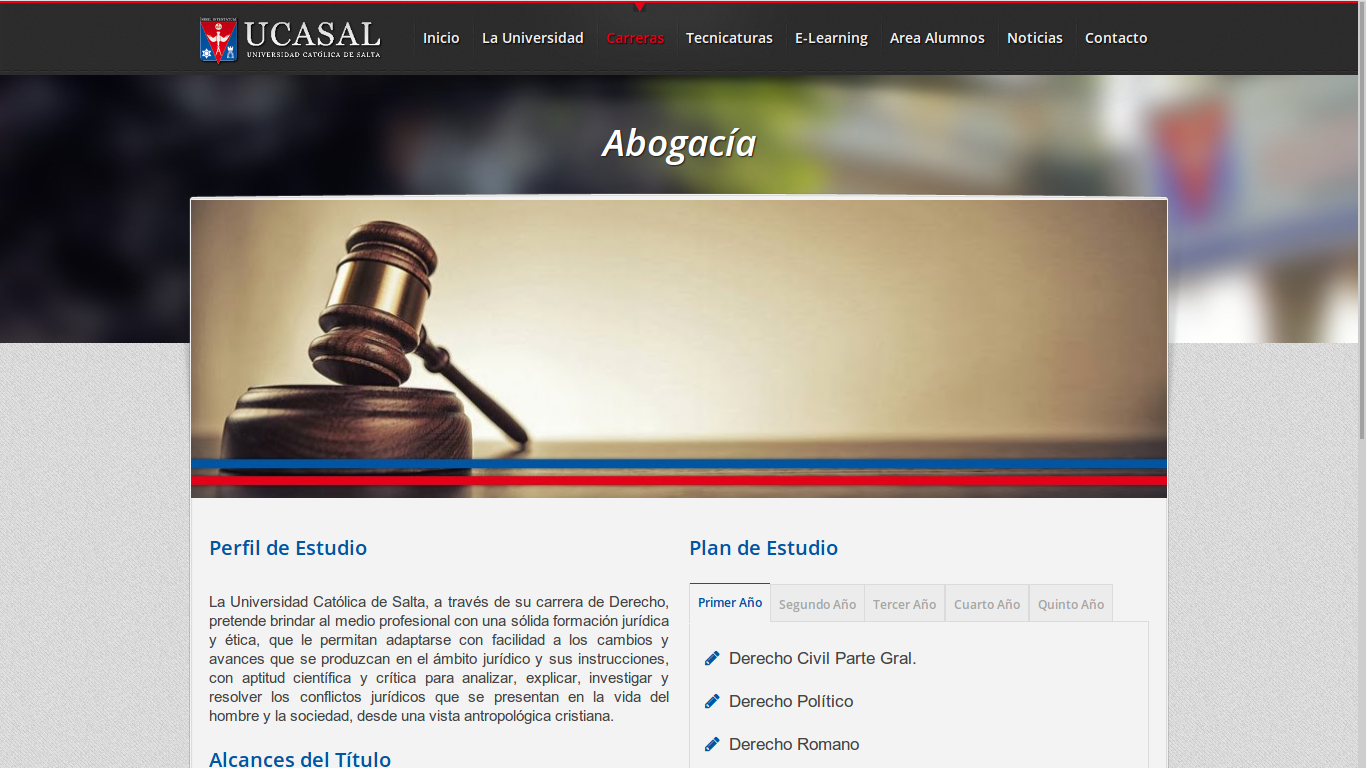 UCASAL
UNIVERSIDAD CATÓLICA DE SALTA
Inicio
La Universidad
Carreras
Tecnicaturas
E-Learning
Area Alumnos
Noticias
Contacto
Abogacía
Perfil de Estudio
La Universidad Católica de Salta, a través de su carrera de Derecho,
pretende brindar al medio profesional con una sólida formación jurídica
y ética, que le permitan adaptarse con facilidad a los cambios y
avances que se produzcan en el ámbito jurídico y sus instrucciones,
con aptitud científica y crítica para analizar, explicar, investigar y
resolver los conflictos jurídicos que se presentan en la vida del
hombre y la sociedad, desde una vista antropológica cristiana.
Alcances del Título
Plan de Estudio
Primer Año
Segundo Año
Tercer Año
Cuarto Año
Quinto Año
Derecho Civil Parte Gral.
Derecho Político
Derecho Romano